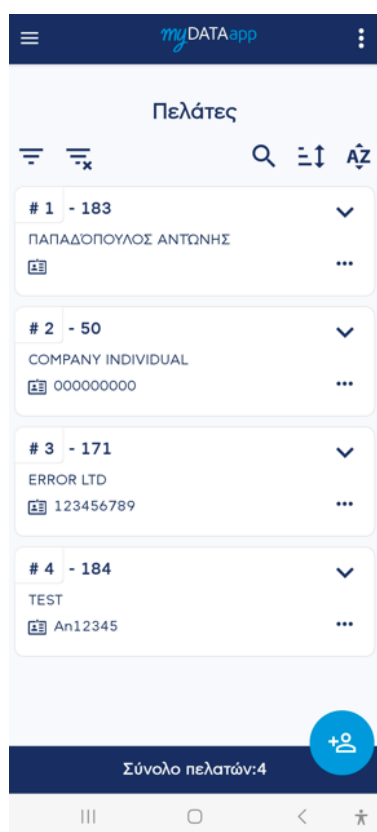 myDATAapp
Πελάτες
AZ
# 1 - 183
ΠΑΠΑΔΌΠΟΥΛΟΣ ΑΝΤΏΝΗΣ
# 2 - 50
COMPANY INDIVIDUAL
000000000
# 3 - 171
ERROR LTD
123456789
# 4 - 184
TEST
An12345
Σύνολο πελατών:4